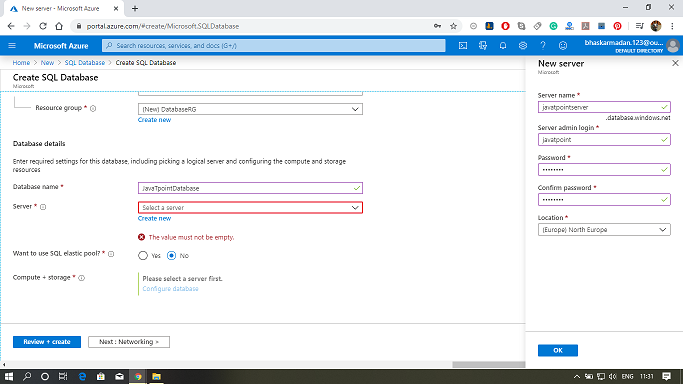 New server - Microsoft Azure
portal.azure.com/#create/Microsoft.SQLDatabase
Microsoft Azure
Search resources, services, and docs (G+/)
bhaskarmadan.123@ou...
DEFAULT DIRECTORY
Home > New > SQL Database > Create SQL Database
Create SQL Database
Microsoft
Resource group *
(New) DatabaseRG
Create new
Database details
Enter required settings for this database, including picking a logical server and configuring the compute and storage
resources
Database name *
JavaTpointDatabase
Server *
Select a server
Create new
The value must not be empty.
Want to use SQL elastic pool? *
Yes
No
Compute + storage *
Please select a server first.
Configure database
Review + create
Next : Networking >
New server
Microsoft
Server name *
javatpointserver
.database.windows.net
Server admin login *
javatpoint
Password *
••••••••
Confirm password *
••••••••
Location *
(Europe) North Europe
OK
ENG
11:31